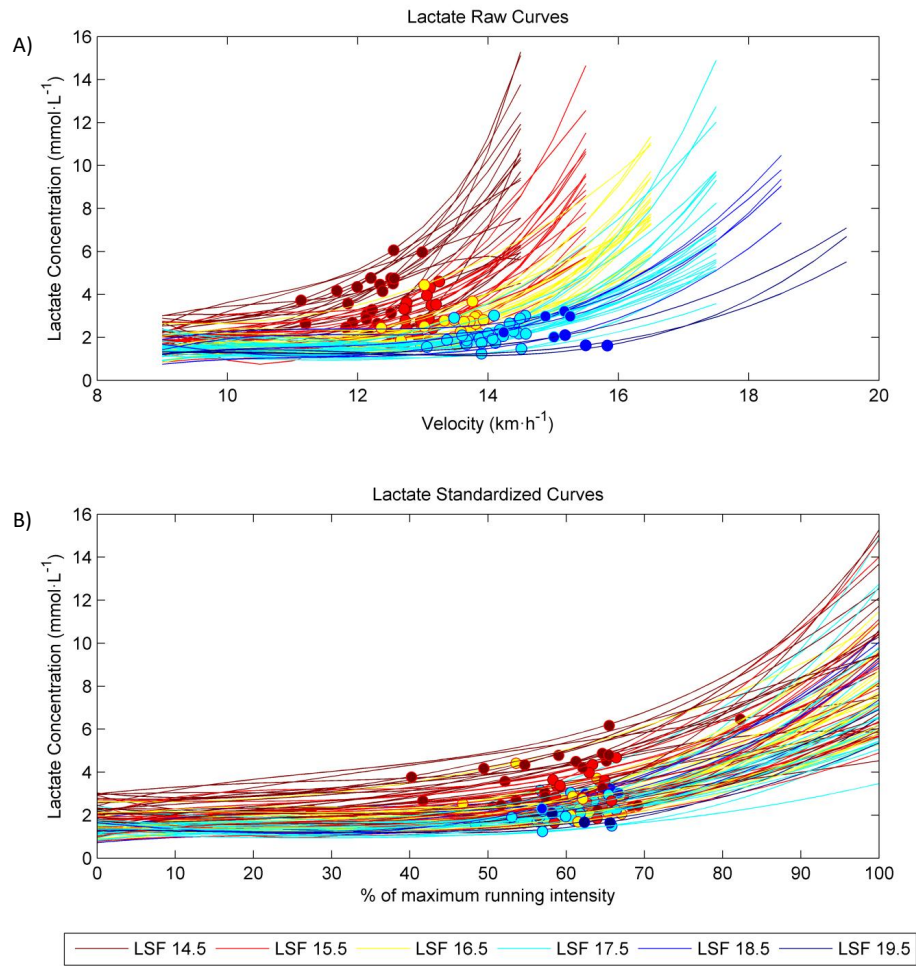 Lactate Raw Curves
A)
16
14
12
10
8
6
4
2
0
Lactate Concentration (mmol·L⁻¹)
8 10 12 14 16 18 20
Velocity (km·h⁻¹)
Lactate Standardized Curves
B)
16
14
12
10
8
6
4
2
0
Lactate Concentration (mmol·L⁻¹)
0 10 20 30 40 50 60 70 80 90 100
% of maximum running intensity
LSF 14.5 LSF 15.5 LSF 16.5 LSF 17.5 LSF 18.5 LSF 19.5